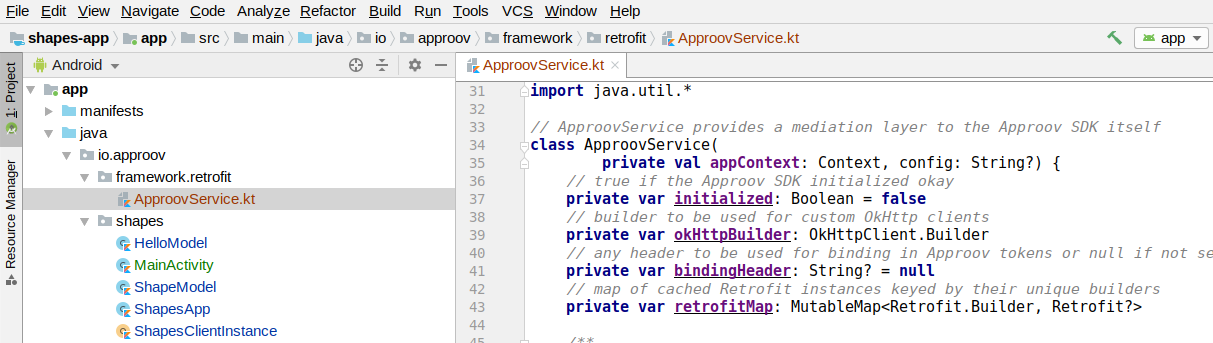 File Edit View Navigate Code Analyze Refactor Build Run Tools VCS Window Help
shapes-app app src main java io approov framework retrofit ApproovService.kt app
1: Project
Resource Manager
Android
app
manifests
java
io.approov
framework.retrofit
ApproovService.kt
shapes
HelloModel
MainActivity
ShapeModel
ShapesApp
ShapesClientInstance
ApproovService.kt
31 import java.util.*
32
33 // ApproovService provides a mediation layer to the Approov SDK itself
34 class ApproovService(
35 private val appContext: Context, config: String?) {
36 // true if the Approov SDK initialized okay
37 private var initialized: Boolean = false
38 // builder to be used for custom OkHttp clients
39 private var okHttpBuilder: OkHttpClient.Builder
40 // any header to be used for binding in Approov tokens or null if not se
41 private var bindingHeader: String? = null
42 // map of cached Retrofit instances keyed by their unique builders
43 private var retrofitMap: MutableMap<Retrofit.Builder, Retrofit?>
44
45 /**